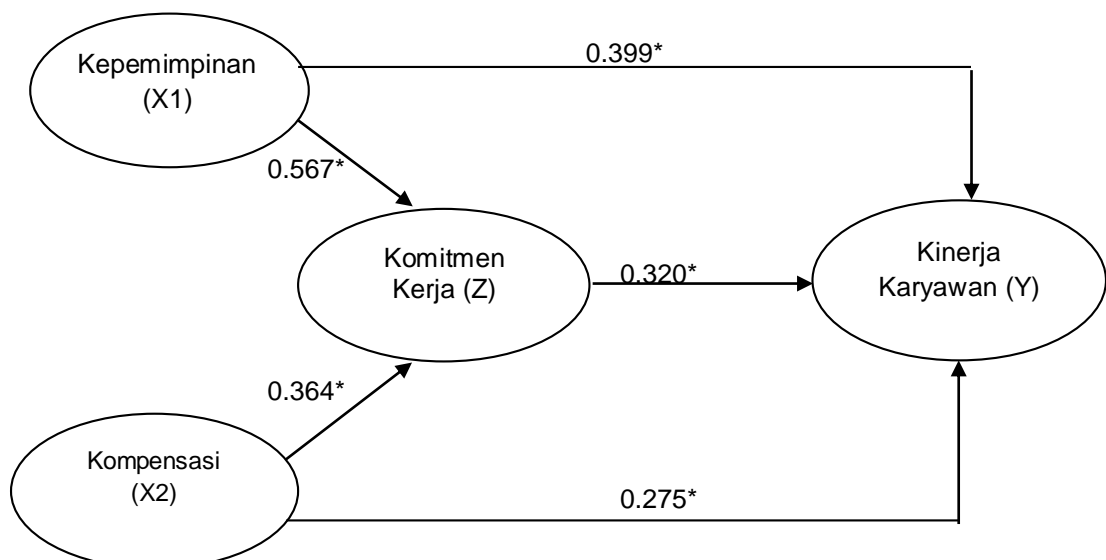 Kepemimpinan
(X1)
0.399*
0.567*
Komitmen
Kerja (Z)
0.320*
Kinerja
Karyawan (Y)
0.364*
Kompensasi
(X2)
0.275*